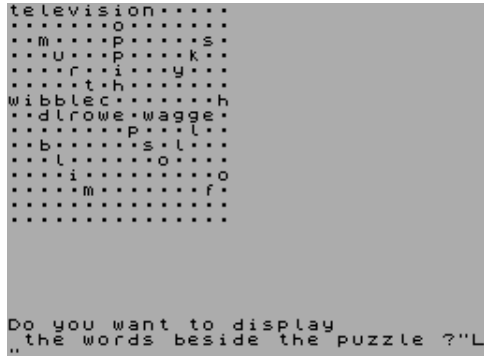 television·····
·······o·······
··m····p·····s·
···u···p····k··
····r··i···y···
·····t·h·······
wibblec·······h
··dlrowe·wagge·
········p···l··
··b······s·l···
···l······o····
····i·········o
·····m·······f·
···············
···············
Do you want to display
the words beside the puzzle ?"L
"